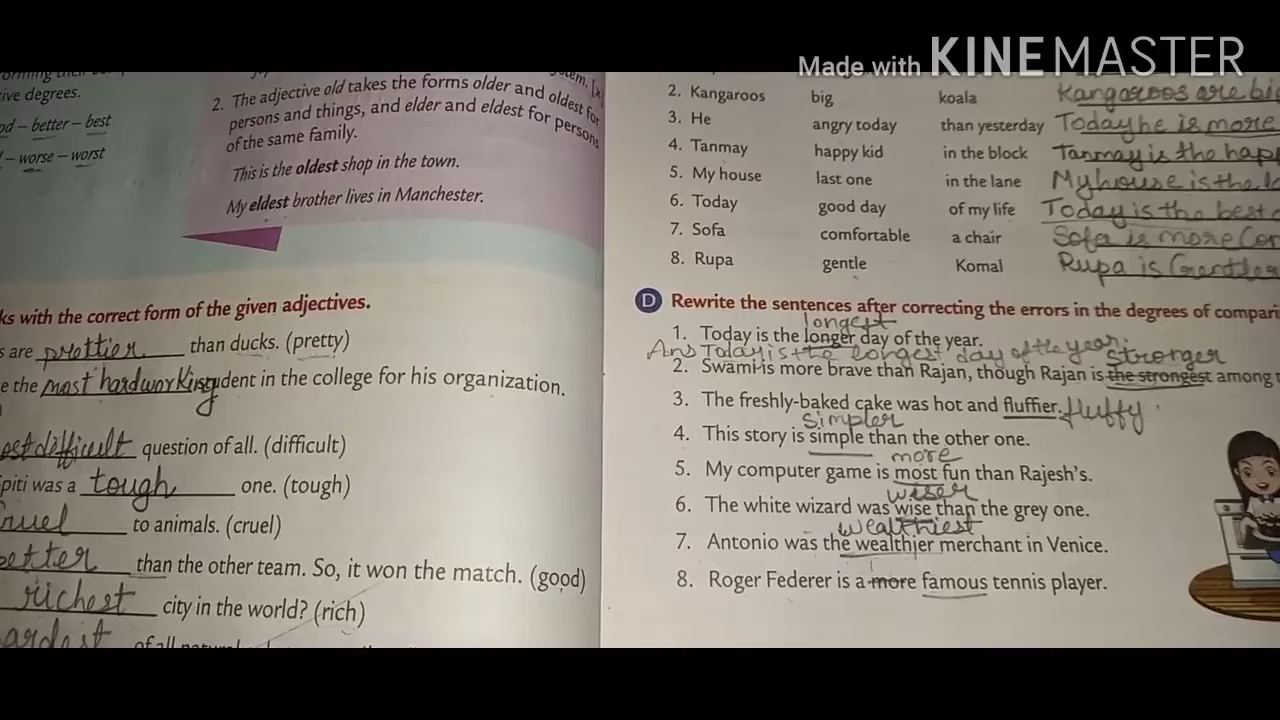 Made with KINEMASTER
ive degrees.
od – better – best
– worse – worst
2. The adjective old takes the forms older and oldest for
persons and things, and elder and eldest for persons
of the same family.
This is the oldest shop in the town.
My eldest brother lives in Manchester.
ks with the correct form of the given adjectives.
s are prettier than ducks. (pretty)
e the most hardworking student in the college for his organization.
ost difficult question of all. (difficult)
piti was a tough one. (tough)
cruel to animals. (cruel)
better than the other team. So, it won the match. (good)
richest city in the world? (rich)
ardest of all
2. Kangaroos big koala Kangaroos are big
3. He angry today than yesterday Today he is more
4. Tanmay happy kid in the block Tanmay is the hap
5. My house last one in the lane My house is the la
6. Today good day of my life Today is the best
7. Sofa comfortable a chair Sofa is more Com
8. Rupa gentle Komal Rupa is Gentler
D Rewrite the sentences after correcting the errors in the degrees of compari
longest
1. Today is the longer day of the year.
Ans Today is the longest day of the year.
stronger
2. Swami is more brave than Rajan, though Rajan is the strongest among
3. The freshly-baked cake was hot and fluffier. fluffy
simpler
4. This story is simple than the other one.
more
5. My computer game is most fun than Rajesh's.
wiser
6. The white wizard was wise than the grey one.
wealthiest
7. Antonio was the wealthier merchant in Venice.
8. Roger Federer is a more famous tennis player.